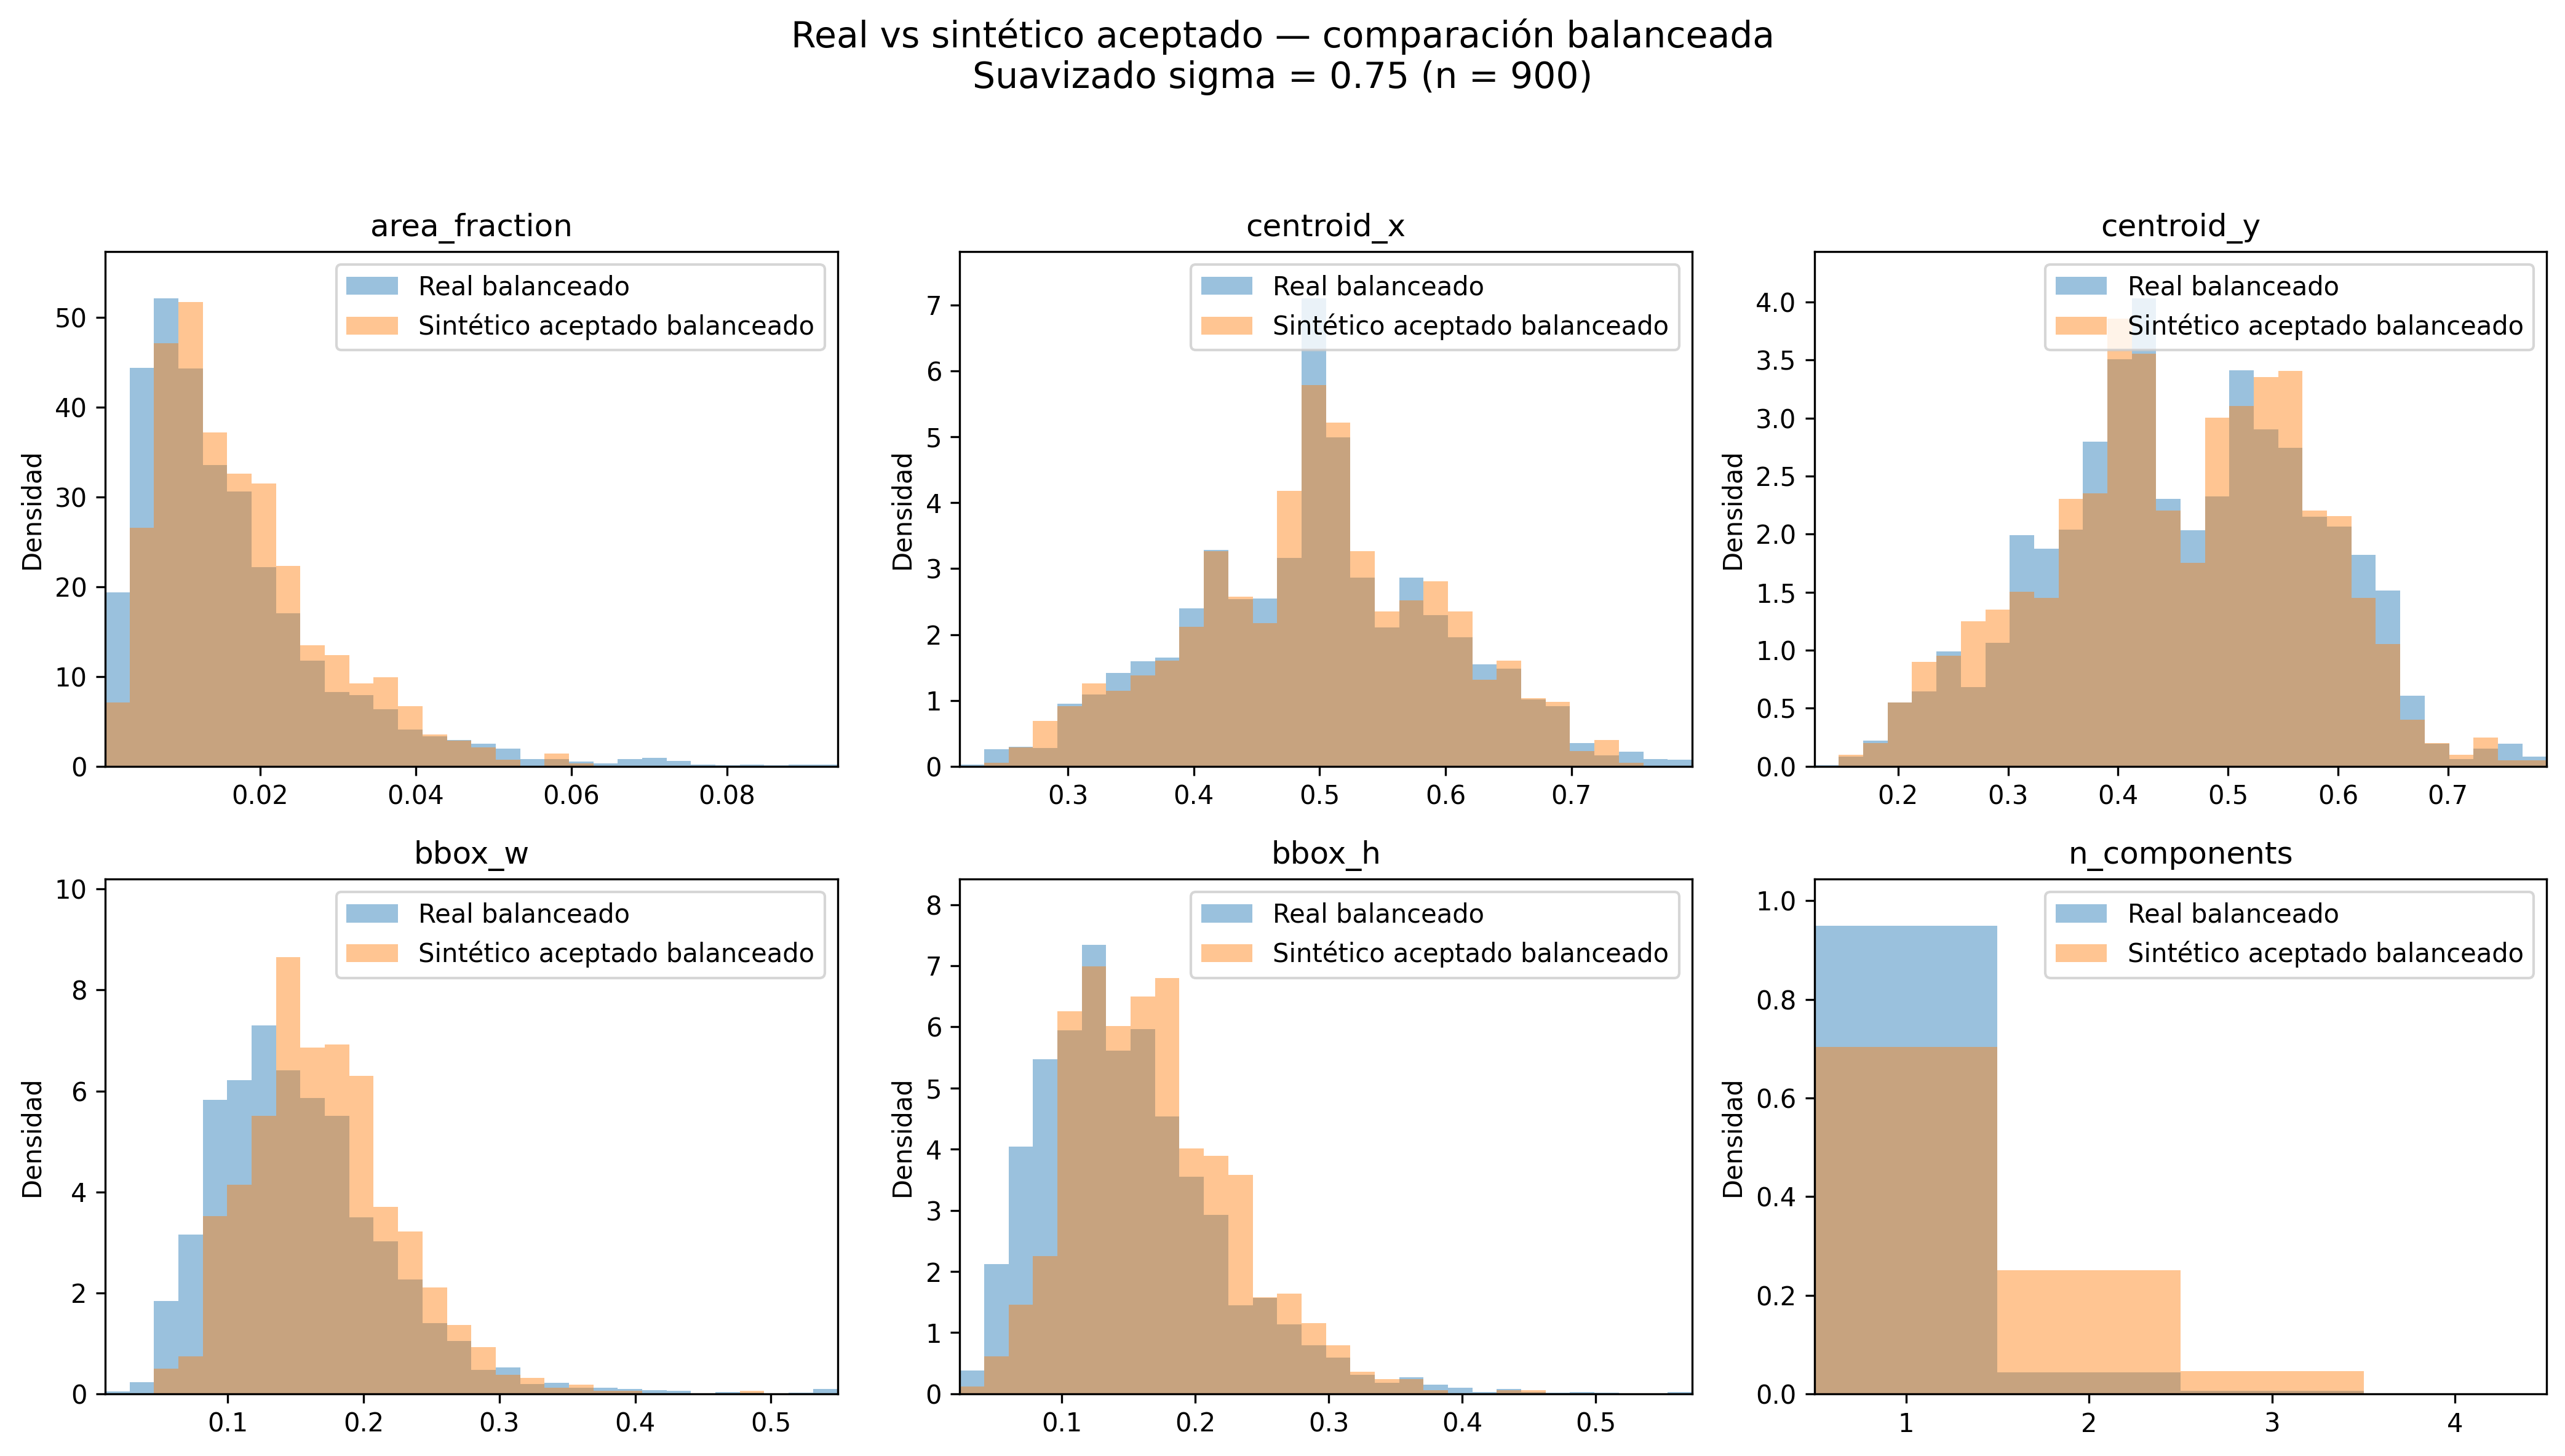 Real vs sintético aceptado — comparación balanceada
Suavizado sigma = 0.75 (n = 900)
area_fraction
Densidad
50
40
30
20
10
0
0.02 0.04 0.06 0.08
Real balanceado
Sintético aceptado balanceado
centroid_x
Densidad
7
6
5
4
3
2
1
0
0.3 0.4 0.5 0.6 0.7
Real balanceado
Sintético aceptado balanceado
centroid_y
Densidad
4.0
3.5
3.0
2.5
2.0
1.5
1.0
0.5
0.0
0.2 0.3 0.4 0.5 0.6 0.7
Real balanceado
Sintético aceptado balanceado
bbox_w
Densidad
10
8
6
4
2
0
0.1 0.2 0.3 0.4 0.5
Real balanceado
Sintético aceptado balanceado
bbox_h
Densidad
8
7
6
5
4
3
2
1
0
0.1 0.2 0.3 0.4 0.5
Real balanceado
Sintético aceptado balanceado
n_components
Densidad
1.0
0.8
0.6
0.4
0.2
0.0
1 2 3 4
Real balanceado
Sintético aceptado balanceado